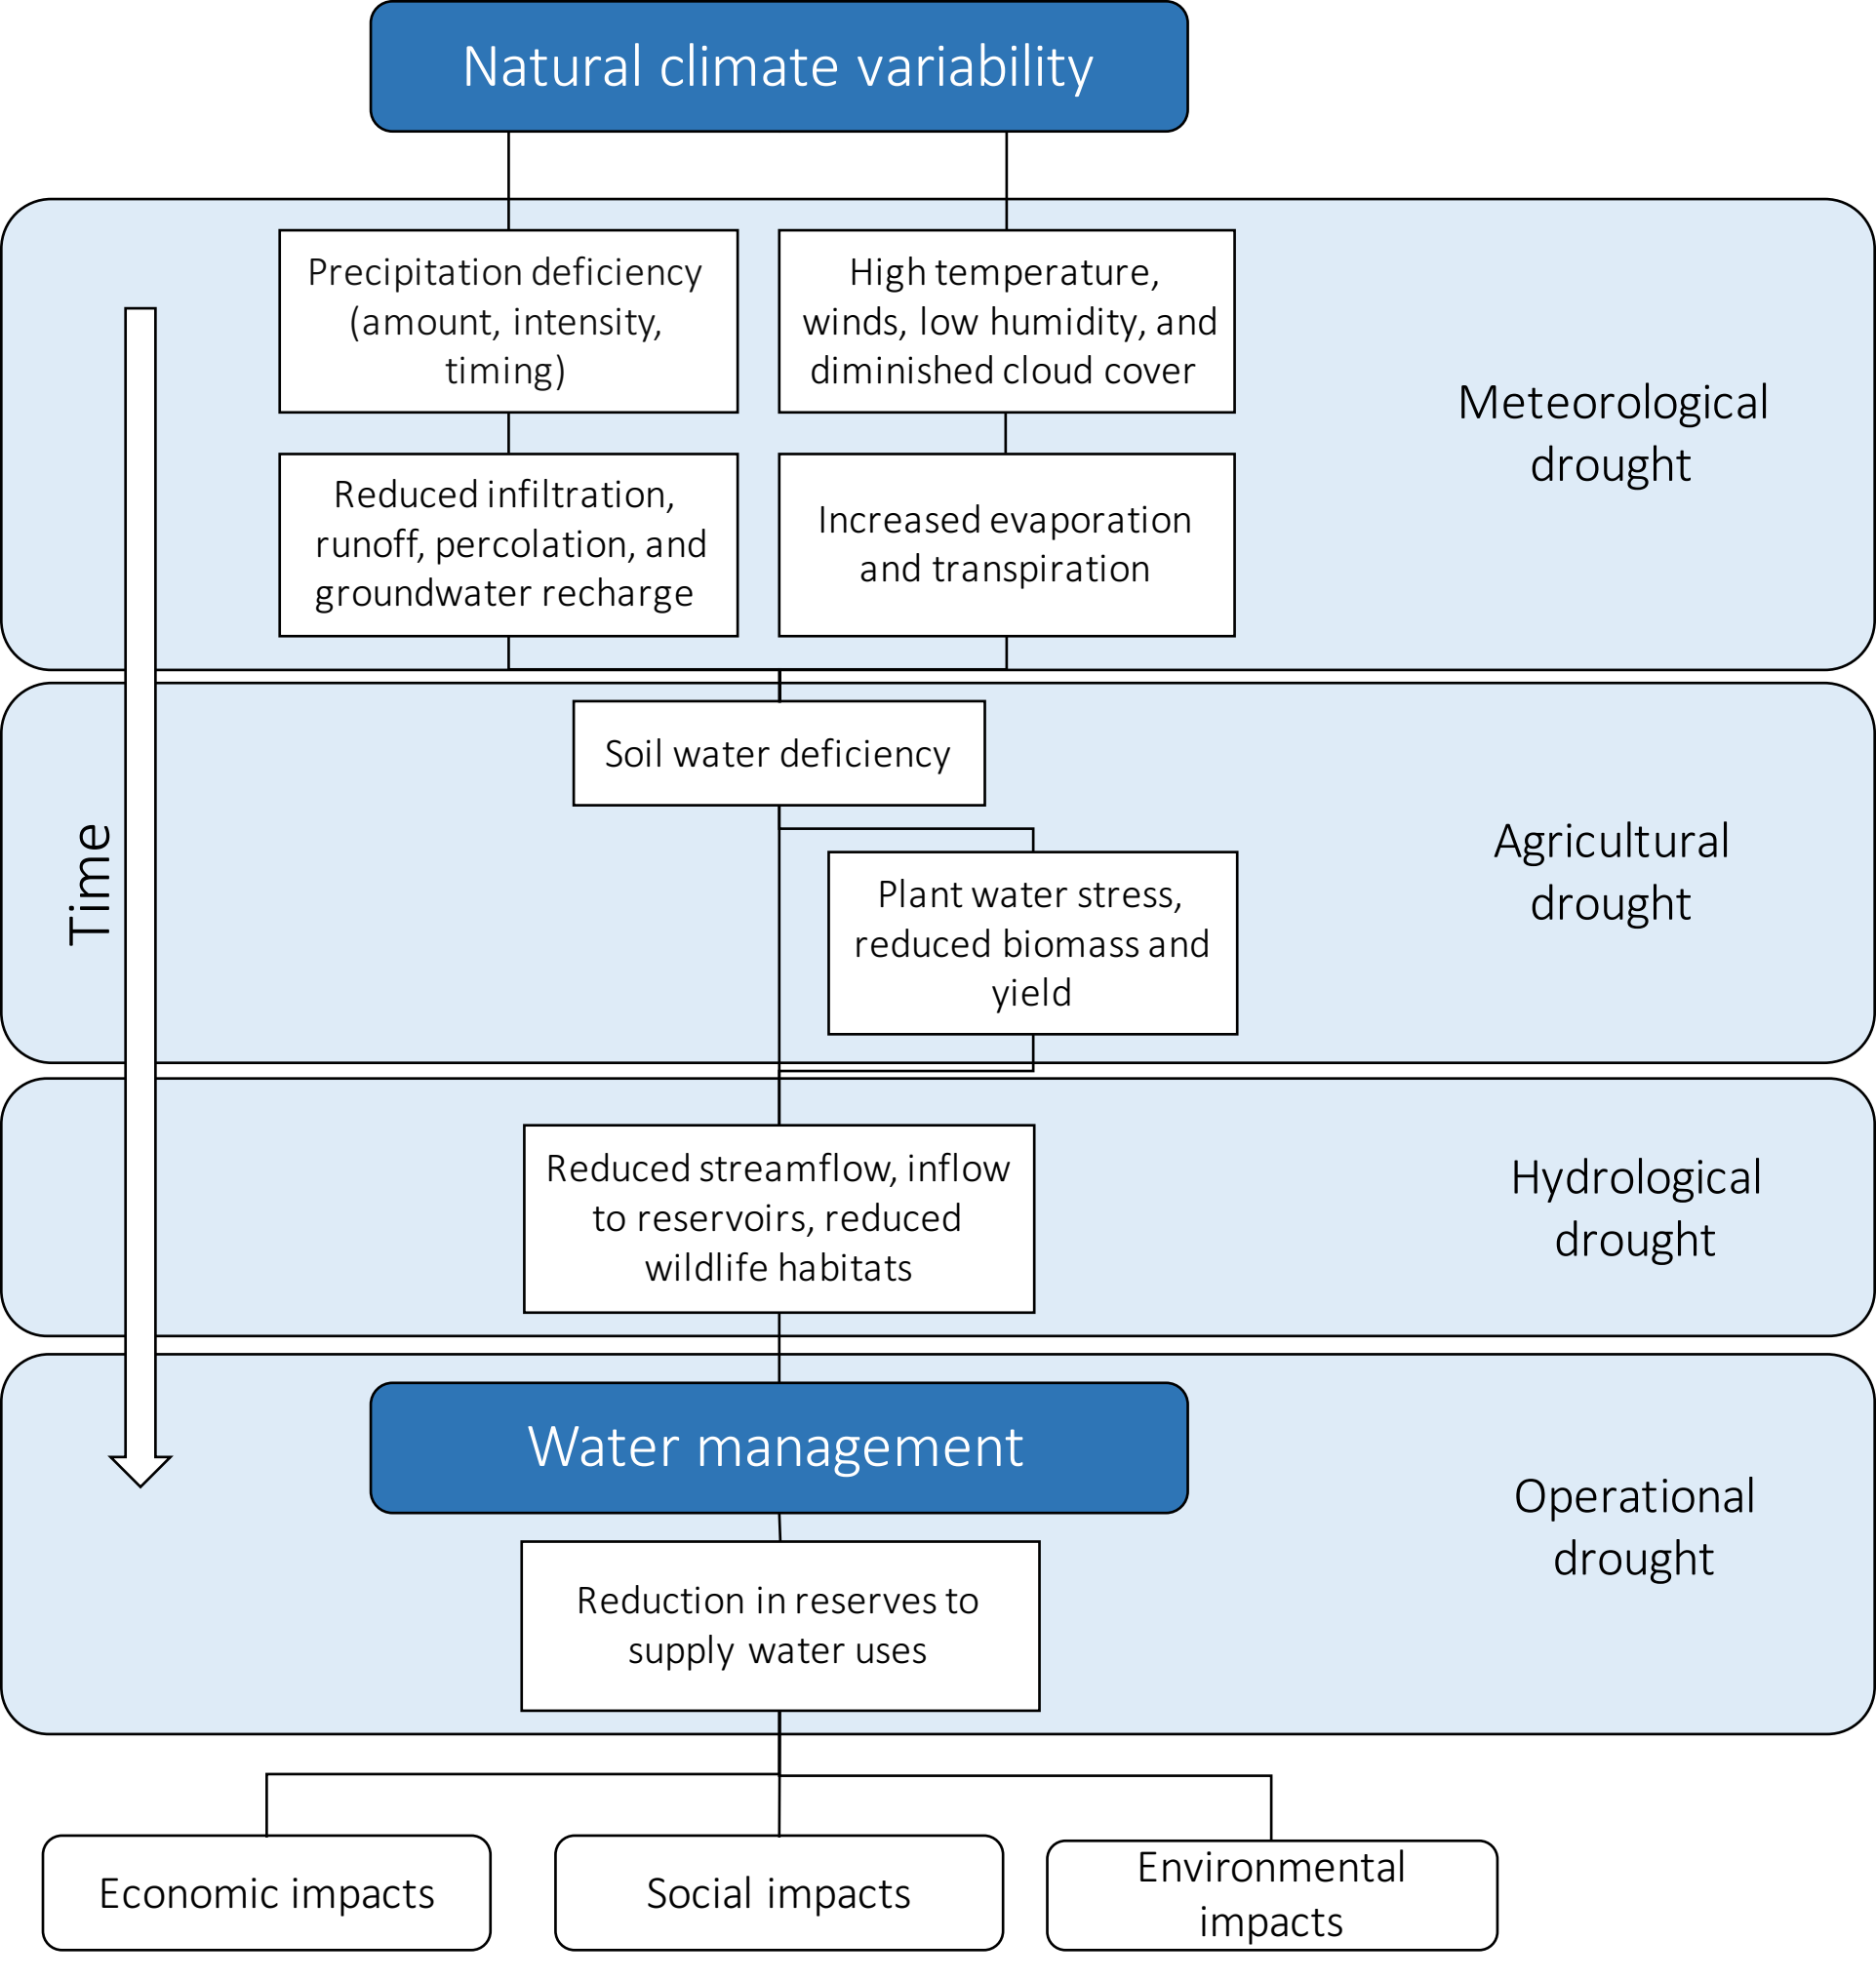 Natural climate variability
Precipitation deficiency
(amount, intensity,
timing)
High temperature,
winds, low humidity, and
diminished cloud cover
Meteorological
drought
Reduced infiltration,
runoff, percolation, and
groundwater recharge
Increased evaporation
and transpiration
Soil water deficiency
Time
Plant water stress,
reduced biomass and
yield
Agricultural
drought
Reduced streamflow, inflow
to reservoirs, reduced
wildlife habitats
Hydrological
drought
Water management
Operational
drought
Reduction in reserves to
supply water uses
Economic impacts
Social impacts
Environmental
impacts